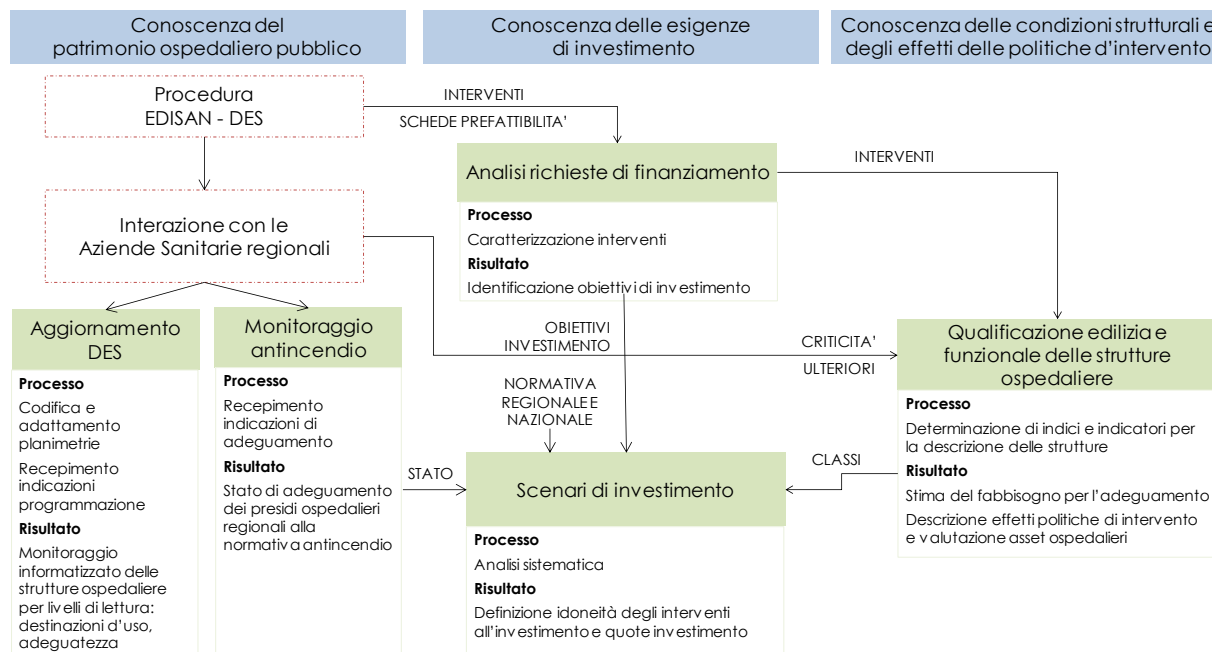 Conoscenza del
patrimonio ospedaliero pubblico
Conoscenza delle esigenze
di investimento
Conoscenza delle condizioni strutturali e
degli effetti delle politiche d'intervento
Procedura
EDISAN - DES
INTERVENTI
SCHEDE PREFATTIBILITA'
Analisi richieste di finanziamento
Processo
Caratterizzazione interventi
Risultato
Identificazione obiettivi di investimento
INTERVENTI
Interazione con le
Aziende Sanitarie regionali
Aggiornamento
DES
Processo
Codifica e
adattamento
planimetrie
Recepimento
indicazioni
programmazione
Risultato
Monitoraggio
informatizzato delle
strutture ospedaliere
per livelli di lettura:
destinazioni d'uso,
adeguatezza
Monitoraggio
antincendio
Processo
Recepimento
indicazioni di
adeguamento
Risultato
Stato di adeguamento
dei presidi ospedalieri
regionali alla
normativa antincendio
OBIETTIVI
INVESTIMENTO
CRITICITA'
ULTERIORI
NORMATIVA
REGIONALE E
NAZIONALE
STATO
CLASSI
Scenari di investimento
Processo
Analisi sistematica
Risultato
Definizione idoneità degli interventi
all'investimento e quote investimento
Qualificazione edilizia e
funzionale delle strutture
ospedaliere
Processo
Determinazione di indici e indicatori per
la descrizione delle strutture
Risultato
Stima del fabbisogno per l'adeguamento
Descrizione effetti politiche di intervento
e valutazione asset ospedalieri